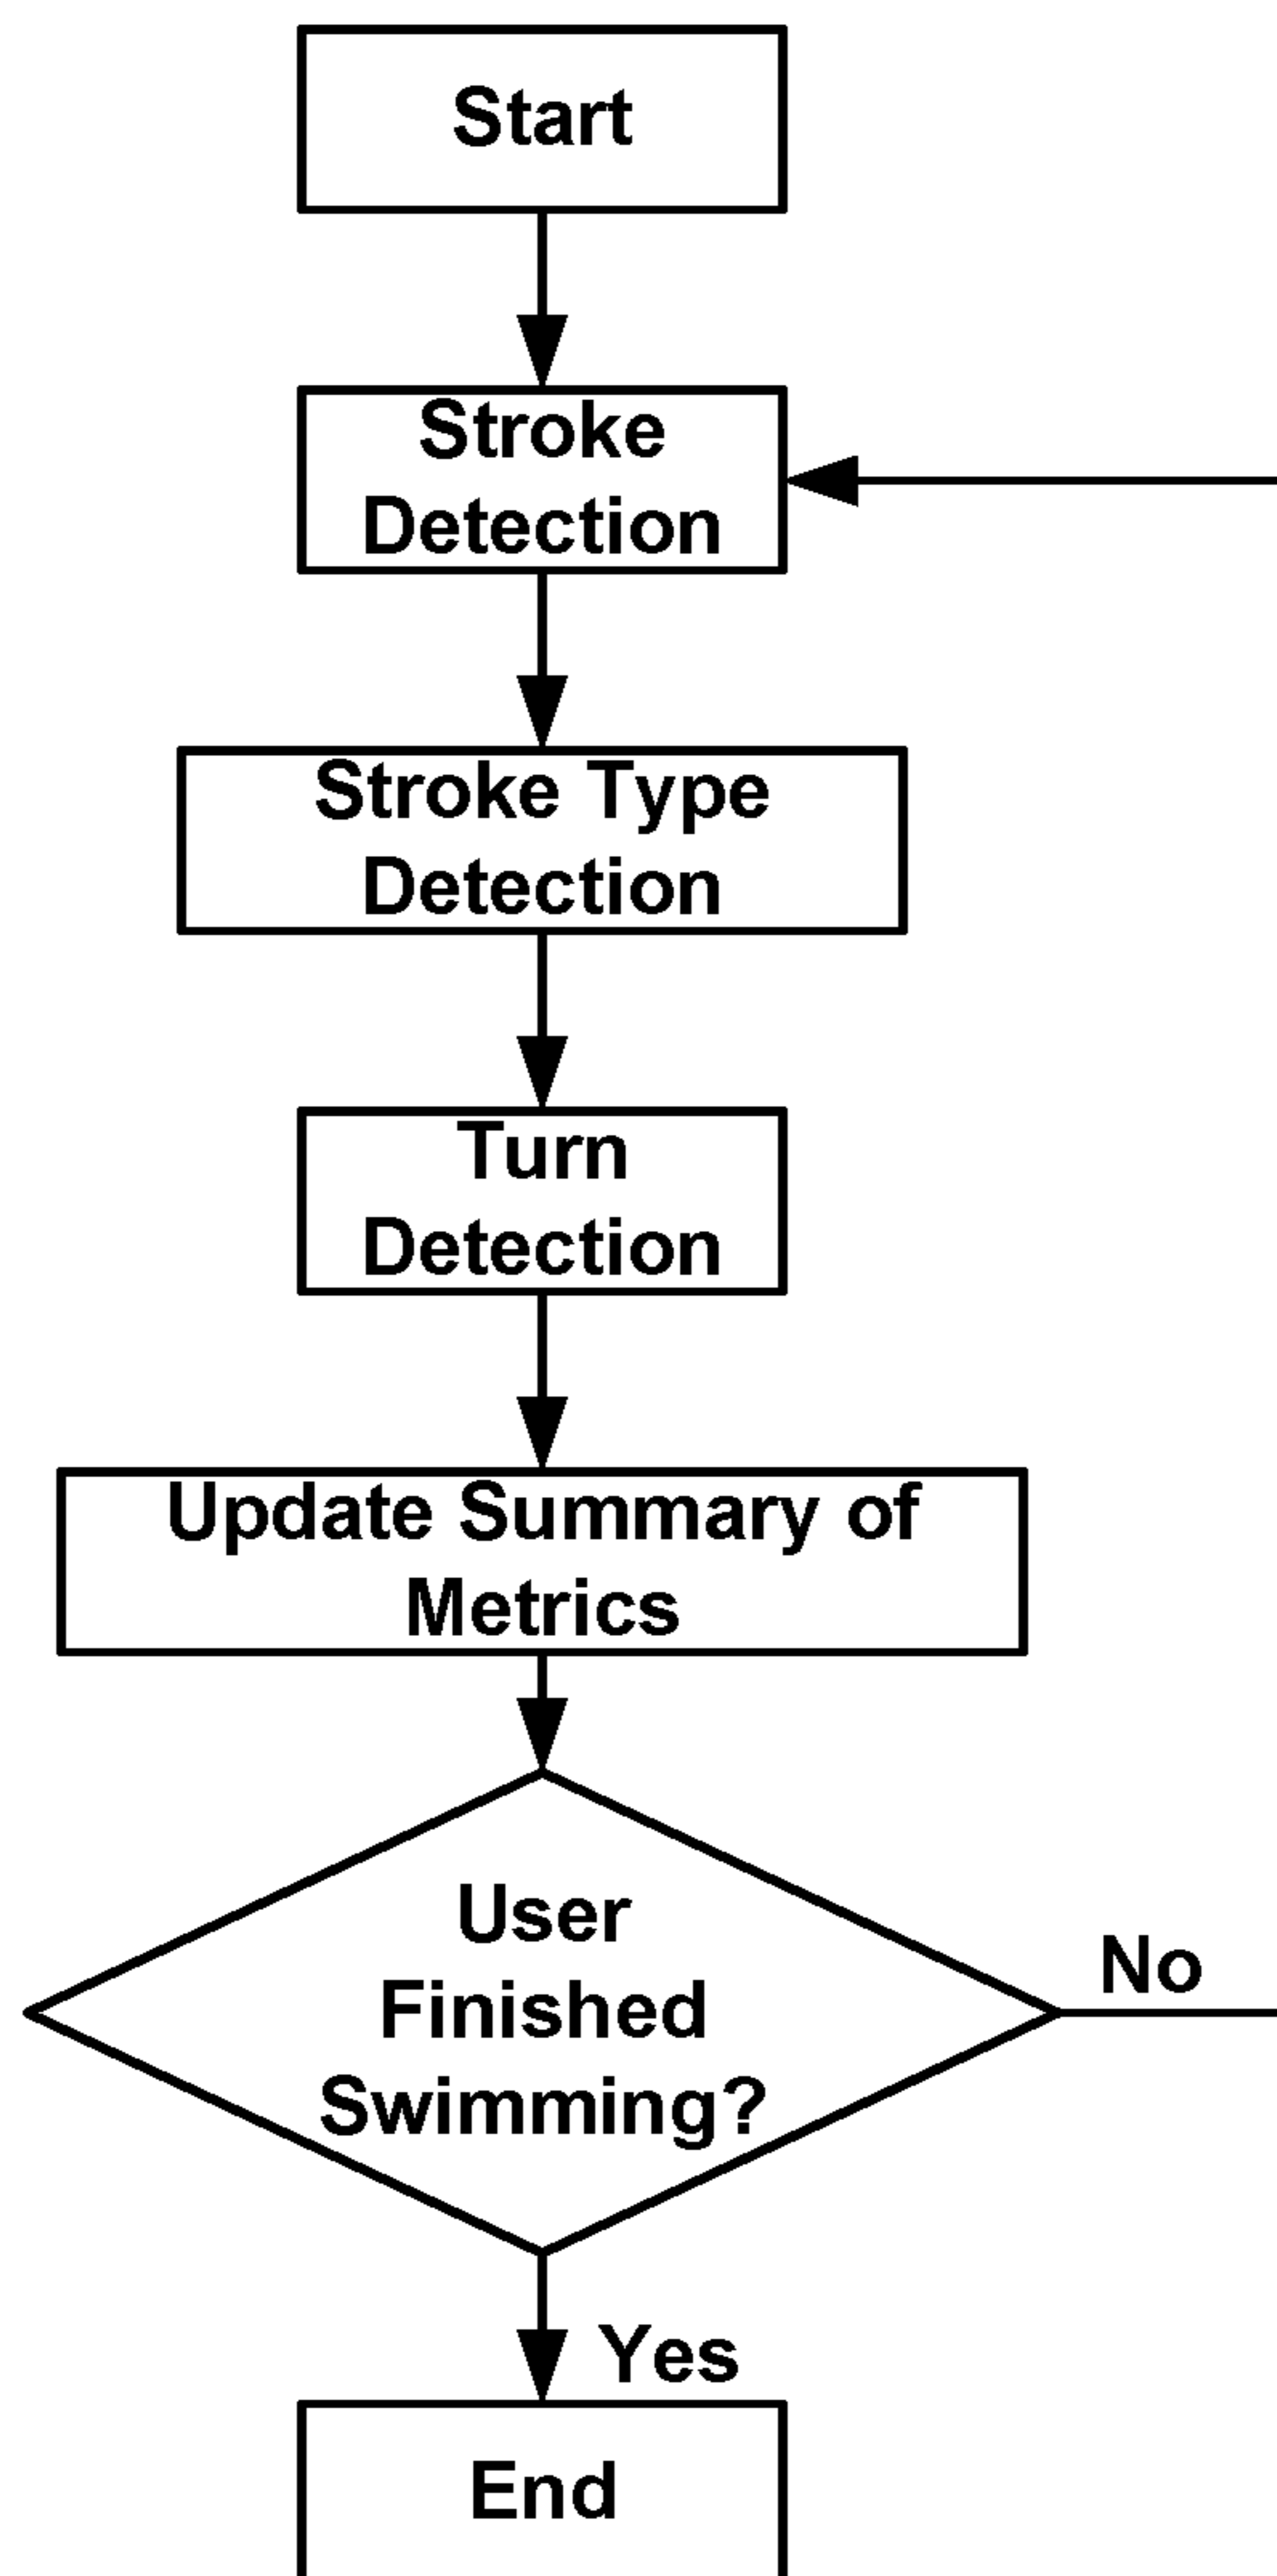 Start
Stroke
Detection
Stroke Type
Detection
Turn
Detection
Update Summary of
Metrics
User
Finished
Swimming?
No
Yes
End